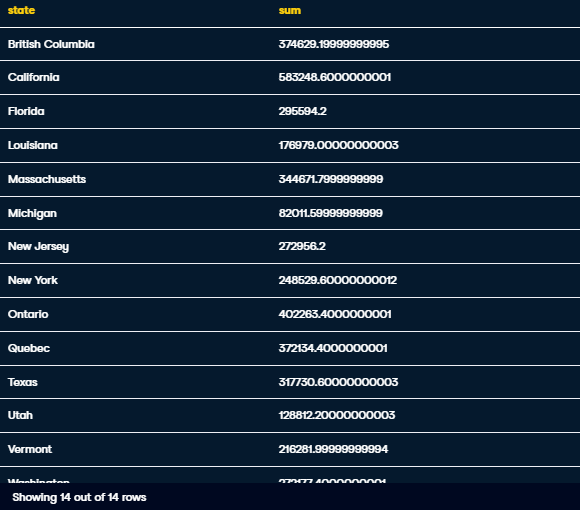 state sum
British Columbia 374629.19999999995
California 583248.6000000001
Florida 295594.2
Louisiana 176979.00000000003
Massachusetts 344671.7999999999
Michigan 82011.59999999999
New Jersey 272956.2
New York 248529.60000000012
Ontario 402263.4000000001
Quebec 372134.4000000001
Texas 317730.60000000003
Utah 128812.20000000003
Vermont 216281.99999999994
Washington
Showing 14 out of 14 rows